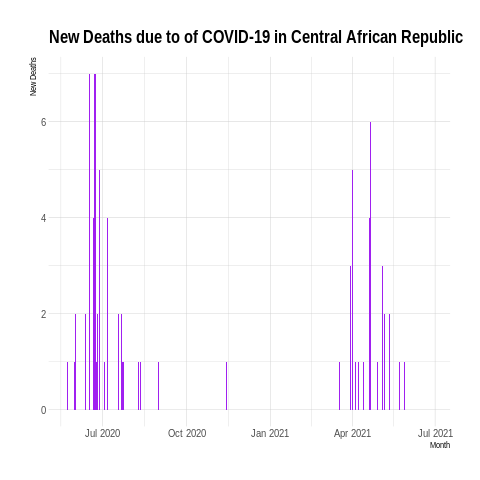 New Deaths due to of COVID-19 in Central African Republic
New Deaths
6
4
2
0
Jul 2020 Oct 2020 Jan 2021 Apr 2021 Jul 2021
Month